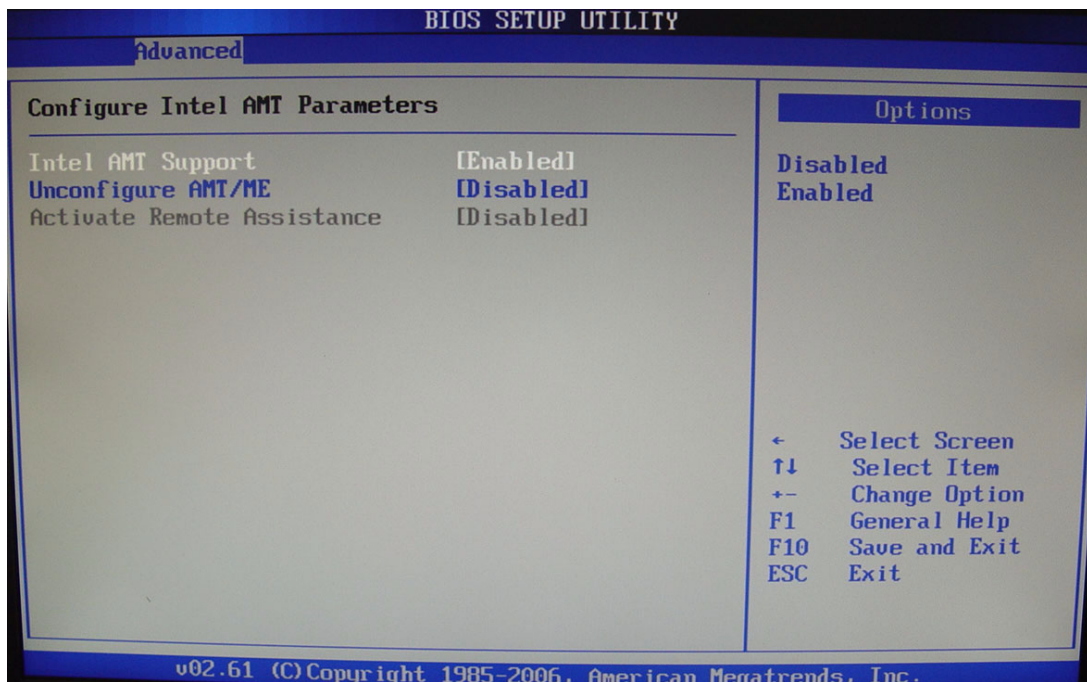 BIOS SETUP UTILITY
Advanced
Configure Intel AMT Parameters
Intel AMT Support [Enabled]
Unconfigure AMT/ME [Disabled]
Activate Remote Assistance [Disabled]
Options
Disabled
Enabled
← Select Screen
↑↓ Select Item
+- Change Option
F1 General Help
F10 Save and Exit
ESC Exit
v02.61 (C)Copyright 1985-2006, American Megatrends, Inc.